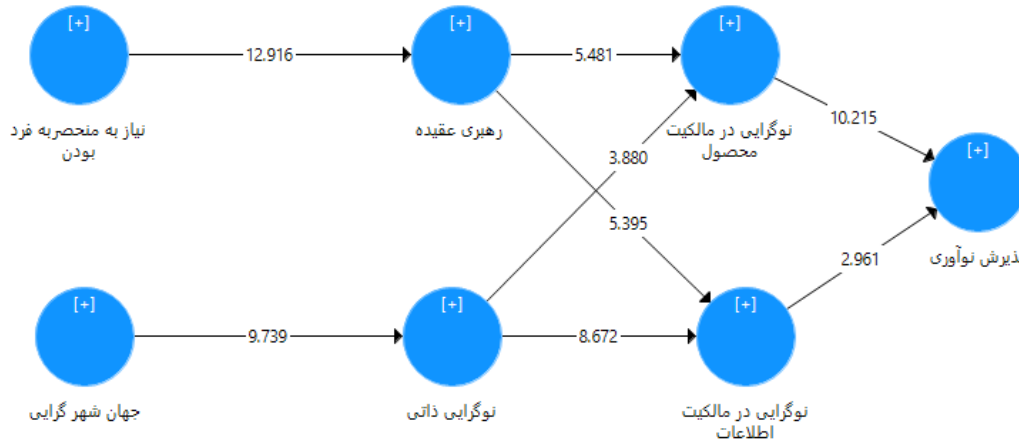 [+]
[+]
[+]
12.916
5.481
نیاز به منحصربه فرد
بودن
رهبری عقیده
نوگرایی در مالکیت
محصول
10.215
[+]
3.880
5.395
نوآوری
2.961
[+]
[+]
[+]
9.739
8.672
جهان شهر گرایی
نوگرایی ذاتی
نوگرایی در مالکیت
اطلاعات